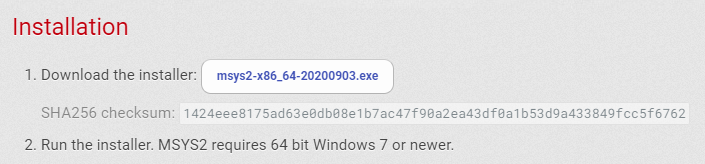 Installation
1. Download the installer: msys2-x86_64-20200903.exe
SHA256 checksum: 1424eee8175ad63e0db08e1b7ac47f90a2ea43df0a1b53d9a433849fcc5f6762
2. Run the installer. MSYS2 requires 64 bit Windows 7 or newer.